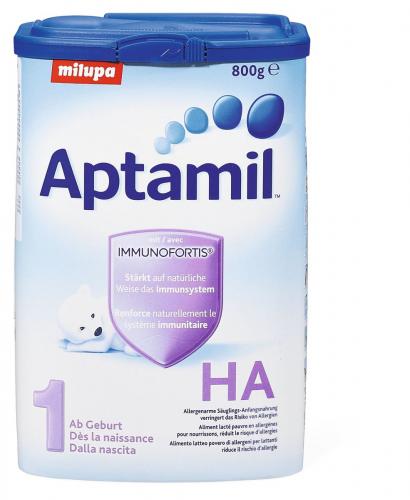 milupa
800g℮
Aptamil™
mit / avec
IMMUNOFORTIS®
Stärkt auf natürliche
Weise das Immunsystem
Renforce naturellement le
système immunitaire
HA
Allergenarme Säuglings-Anfangsnahrung
verringert das Risiko von Allergien
Aliment lacté pauvre en allergènes
pour nourrissons, réduit le risque d'allergies
Alimento latteo povero di allergeni per lattanti
riduce il rischio d'allergie
1
Ab Geburt
Dès la naissance
Dalla nascita